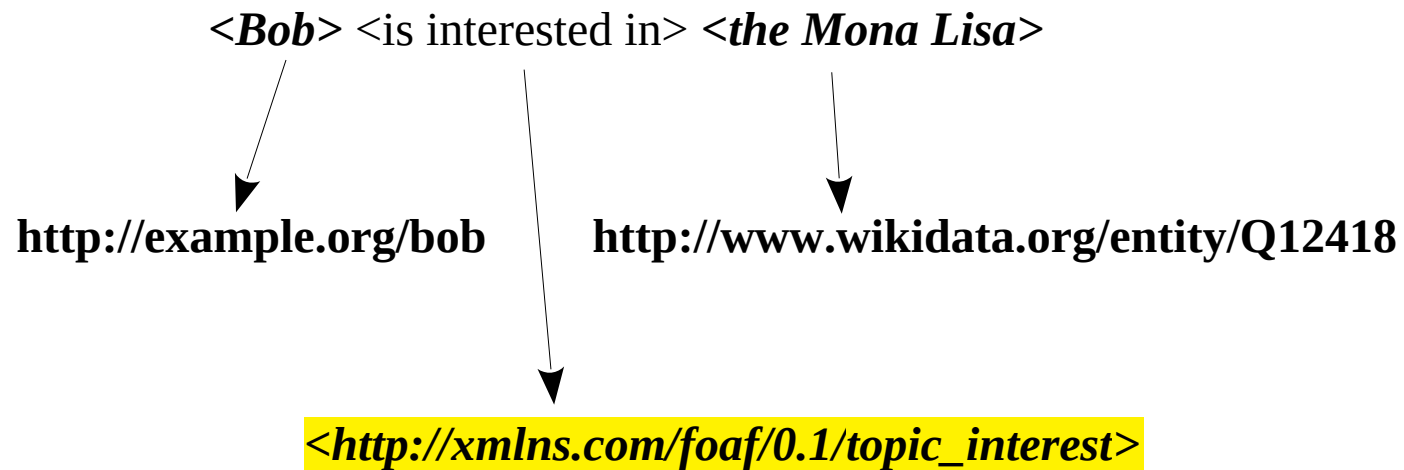 <Bob> <is interested in> <the Mona Lisa>
http://example.org/bob http://www.wikidata.org/entity/Q12418
<http://xmlns.com/foaf/0.1/topic_interest>